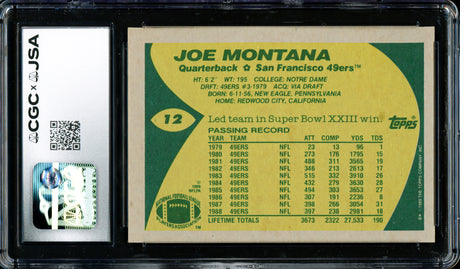 CGC x JSA
JOE MONTANA
Quarterback ✪ San Francisco 49ers™
HT: 6'2" WT: 195 COLLEGE: NOTRE DAME
DRFT: 49ERS #3-1979 ACQ: VIA DRAFT
BORN: 6-11-56, NEW EAGLE, PENNSYLVANIA
HOME: REDWOOD CITY, CALIFORNIA
12
Led team in Super Bowl XXIII win.
Topps
PASSING RECORD
YEAR TEAM ATT COMP YDS TDS
1979 49ERS NFL 23 13 96 1
1980 49ERS NFL 273 176 1795 15
1981 49ERS NFL 488 311 3565 19
1982 49ERS NFL 346 213 2613 17
1983 49ERS NFL 515 332 3910 26
1984 49ERS NFL 432 279 3630 28
1985 49ERS NFL 494 303 3653 27
1986 49ERS NFL 307 191 2236 8
1987 49ERS NFL 398 266 3054 31
1988 49ERS NFL 397 238 2981 18
LIFETIME TOTALS 3673 2322 27,533 190
© 1989 NFLPA